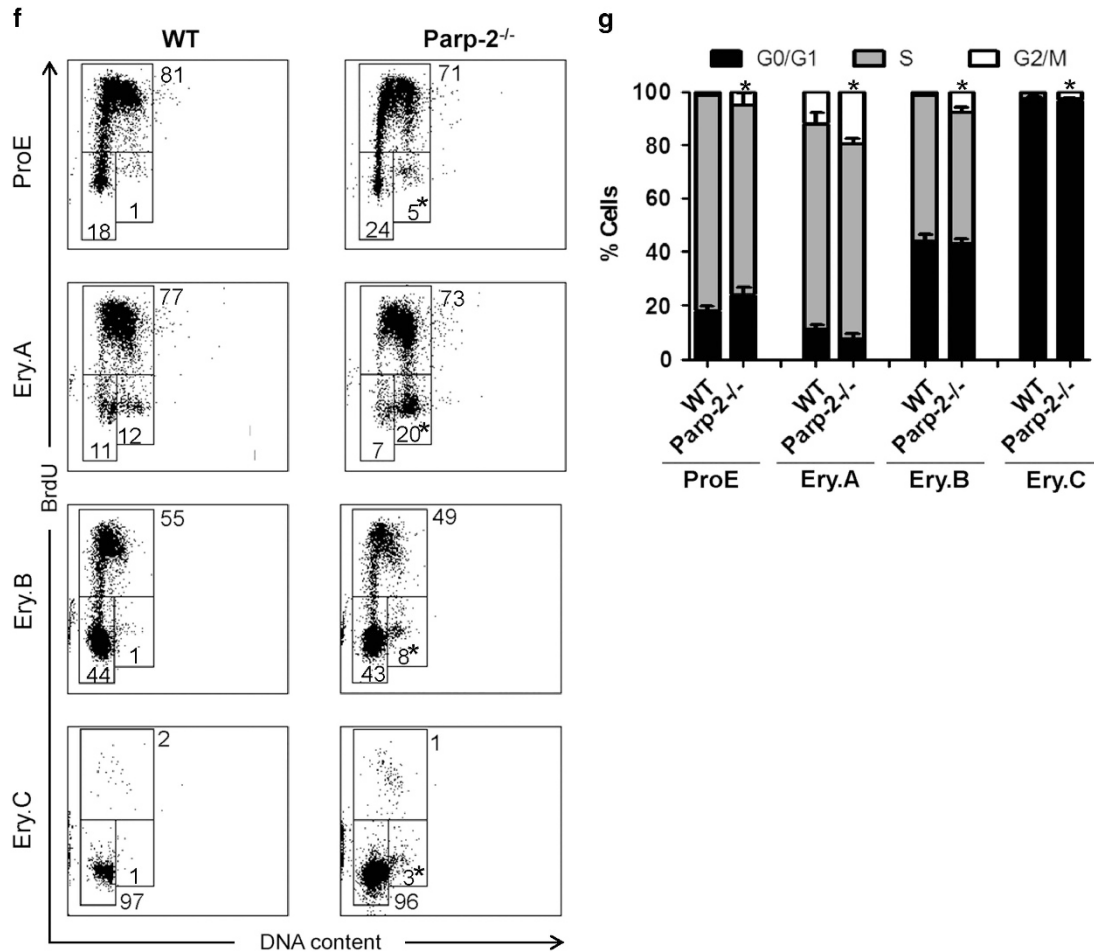 f
WT
Parp-2-/-
ProE
81
18
1
71
24
5*
Ery.A
77
11
12
73
7
20*
Ery.B
55
44
1
49
43
8*
Ery.C
2
97
1
1
96
3*
BrdU
DNA content
g
G0/G1 S G2/M
% Cells
100
80
60
40
20
0
* * * *
WT Parp-2-/- WT Parp-2-/- WT Parp-2-/- WT Parp-2-/-
ProE Ery.A Ery.B Ery.C